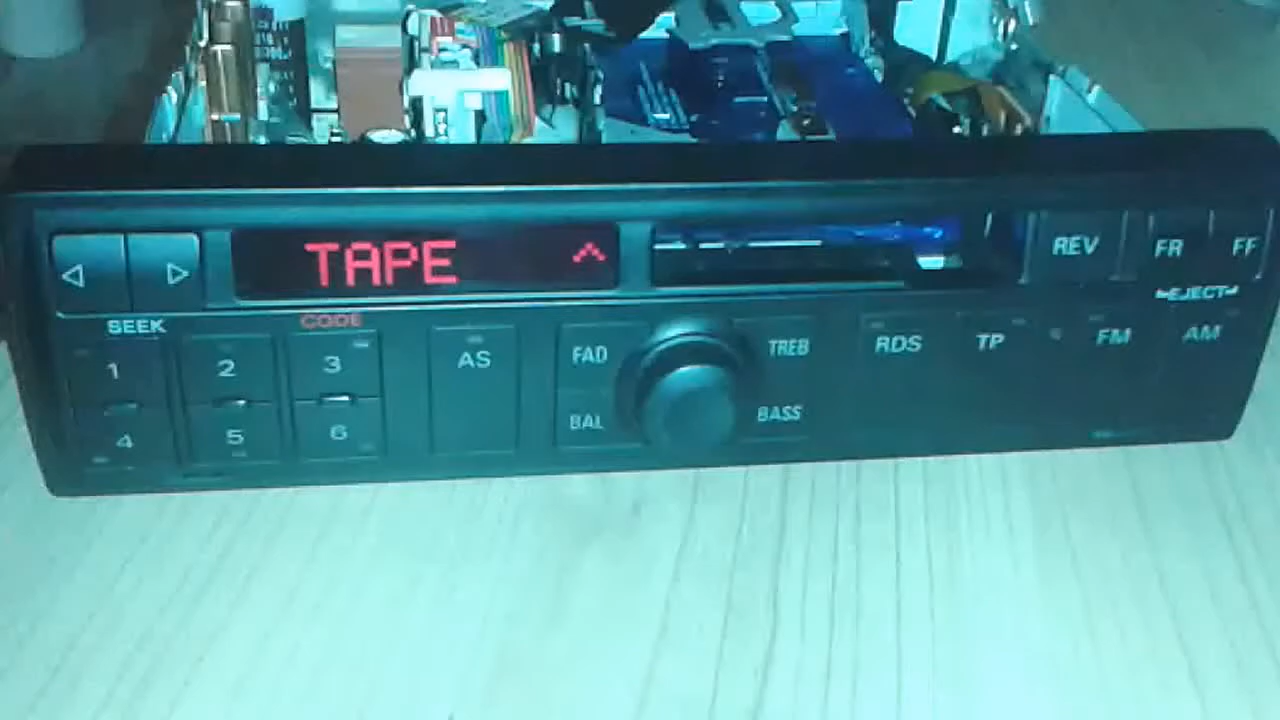 TAPE
REV FR FF
EJECT
SEEK CODE
1 2 3 AS FAD TREB RDS TP FM AM
4 5 6 BAL BASS